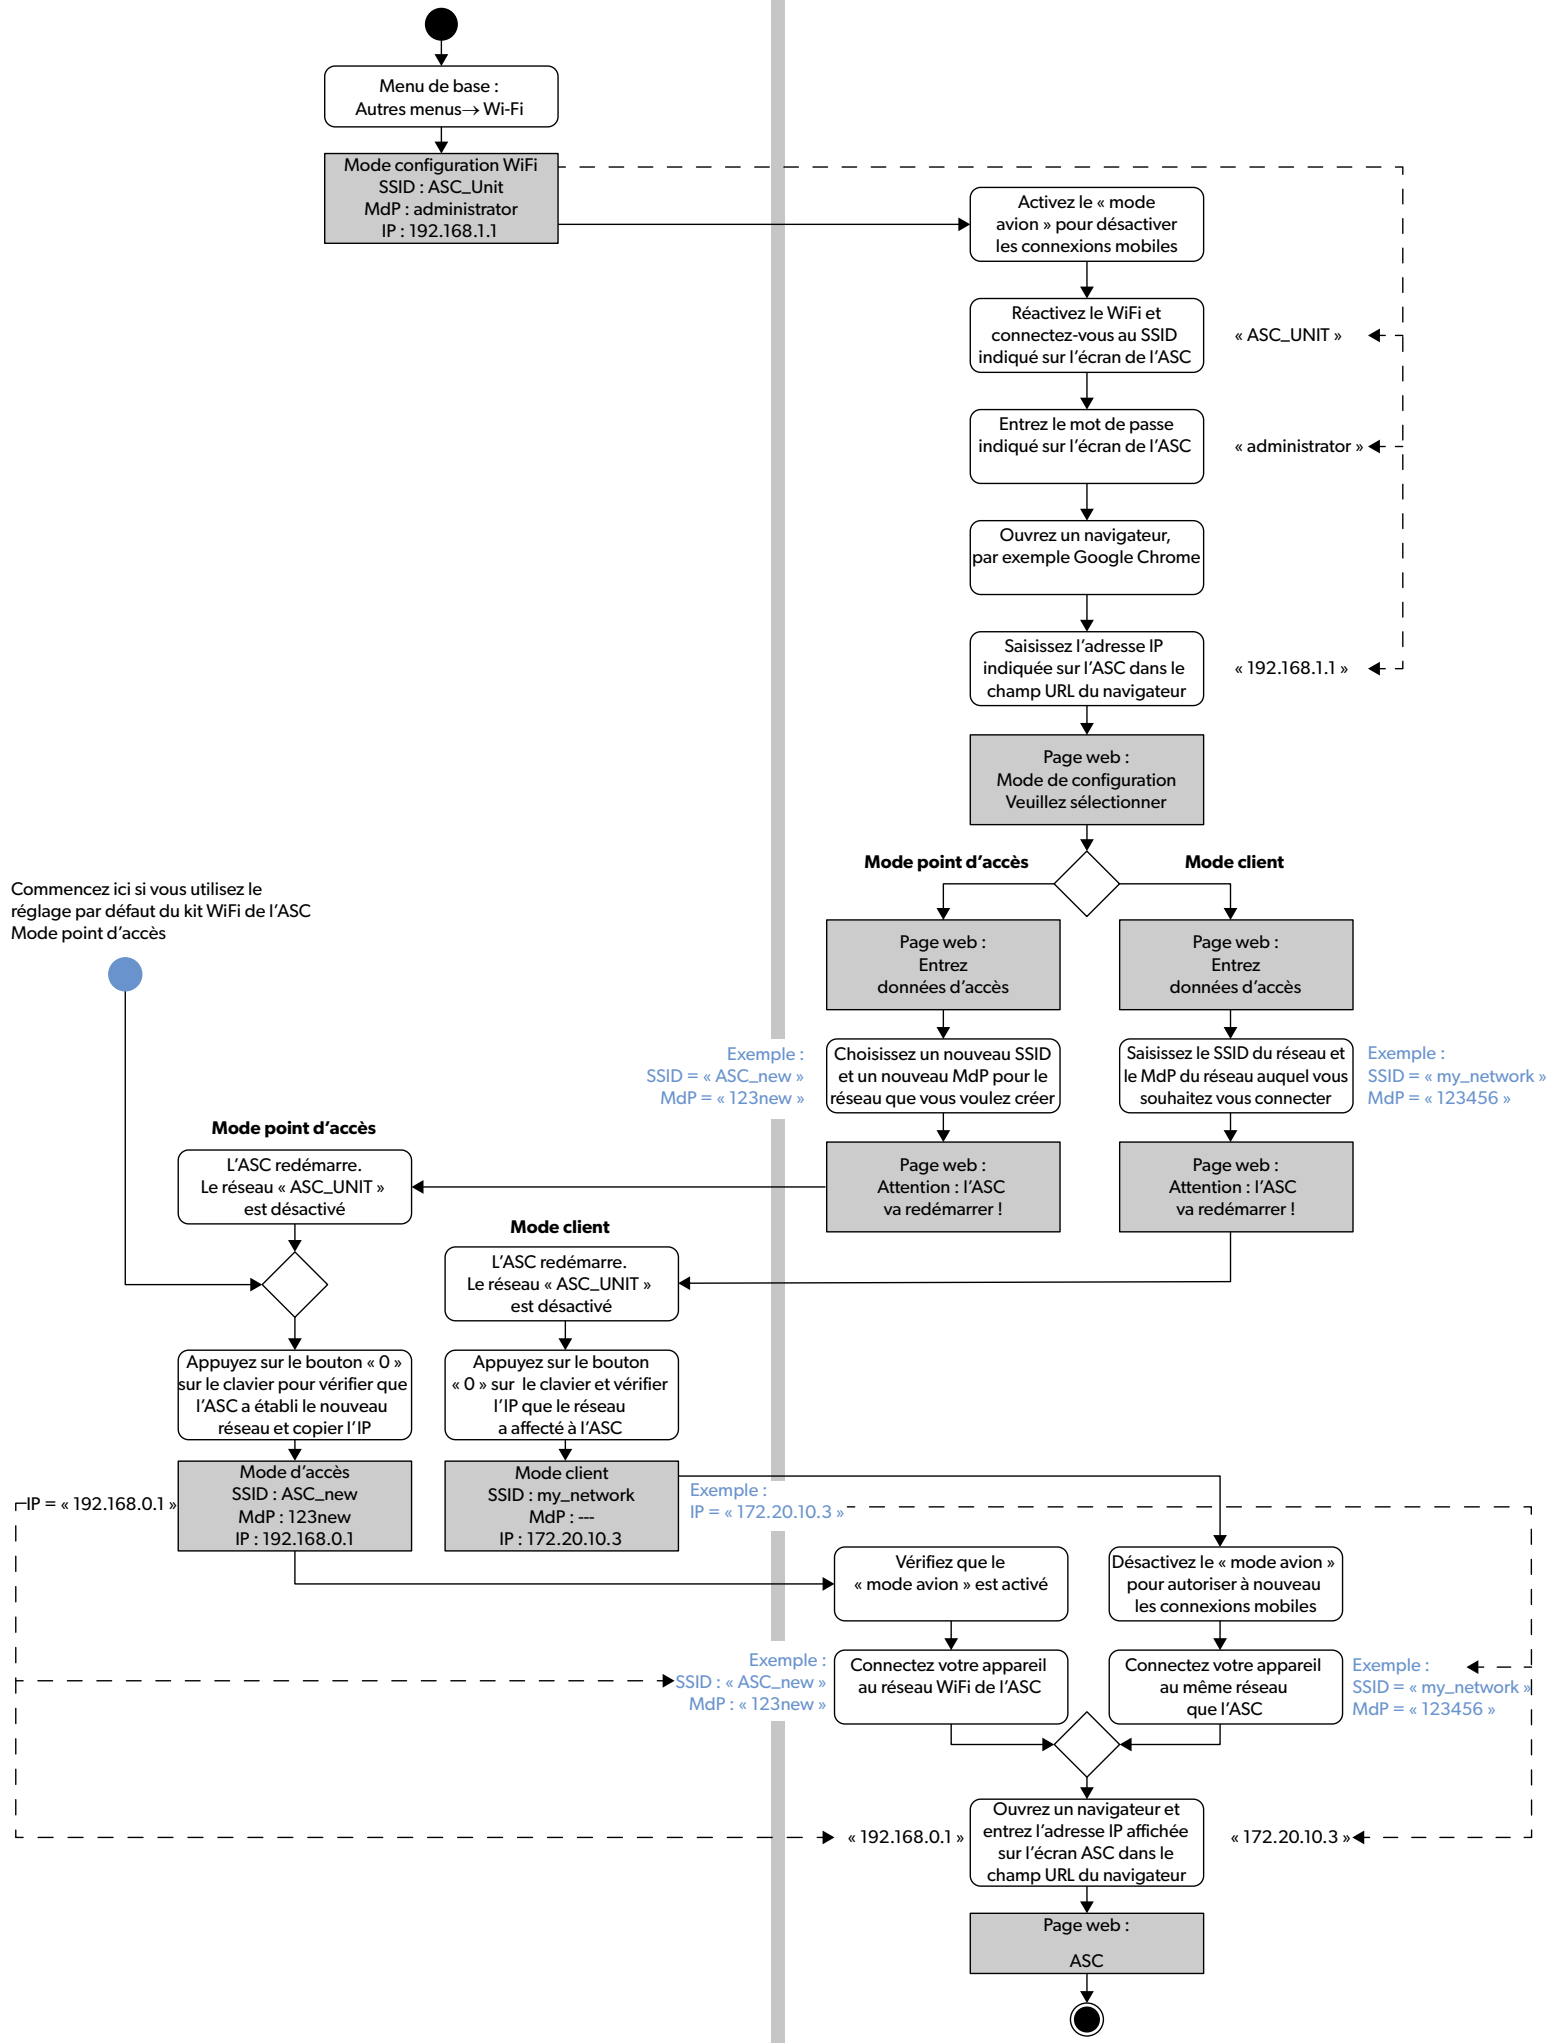 Menu de base :
Autres menus→ Wi-Fi
Mode configuration WiFi
SSID : ASC_Unit
MdP : administrator
IP : 192.168.1.1
Activez le « mode
avion » pour désactiver
les connexions mobiles
Réactivez le WiFi et
connectez-vous au SSID
indiqué sur l'écran de l'ASC
« ASC_UNIT »
Entrez le mot de passe
indiqué sur l'écran de l'ASC
« administrator »
Ouvrez un navigateur,
par exemple Google Chrome
Saisissez l'adresse IP
indiquée sur l'ASC dans le
champ URL du navigateur
« 192.168.1.1 »
Page web :
Mode de configuration
Veuillez sélectionner
Mode point d'accès
Mode client
Commencez ici si vous utilisez le
réglage par défaut du kit WiFi de l'ASC
Mode point d'accès
Page web :
Entrez
données d'accès
Page web :
Entrez
données d'accès
Exemple :
SSID = « ASC_new »
MdP = « 123new »
Choisissez un nouveau SSID
et un nouveau MdP pour le
réseau que vous voulez créer
Saisissez le SSID du réseau et
le MdP du réseau auquel vous
souhaitez vous connecter
Exemple :
SSID = « my_network »
MdP = « 123456 »
Mode point d'accès
L'ASC redémarre.
Le réseau « ASC_UNIT »
est désactivé
Page web :
Attention : l'ASC
va redémarrer !
Page web :
Attention : l'ASC
va redémarrer !
Mode client
L'ASC redémarre.
Le réseau « ASC_UNIT »
est désactivé
Appuyez sur le bouton « 0 »
sur le clavier pour vérifier que
l'ASC a établi le nouveau
réseau et copier l'IP
Appuyez sur le bouton
« 0 » sur le clavier et vérifier
l'IP que le réseau
a affecté à l'ASC
IP = « 192.168.0.1 »
Mode d'accès
SSID : ASC_new
MdP : 123new
IP : 192.168.0.1
Mode client
SSID : my_network
MdP : ---
IP : 172.20.10.3
Exemple :
IP = « 172.20.10.3 »
Vérifiez que le
« mode avion » est activé
Désactivez le « mode avion »
pour autoriser à nouveau
les connexions mobiles
Exemple :
SSID : « ASC_new »
MdP : « 123new »
Connectez votre appareil
au réseau WiFi de l'ASC
Connectez votre appareil
au même réseau
que l'ASC
Exemple :
SSID = « my_network »
MdP = « 123456 »
« 192.168.0.1 »
Ouvrez un navigateur et
entrez l'adresse IP affichée
sur l'écran ASC dans le
champ URL du navigateur
« 172.20.10.3 »
Page web :
ASC